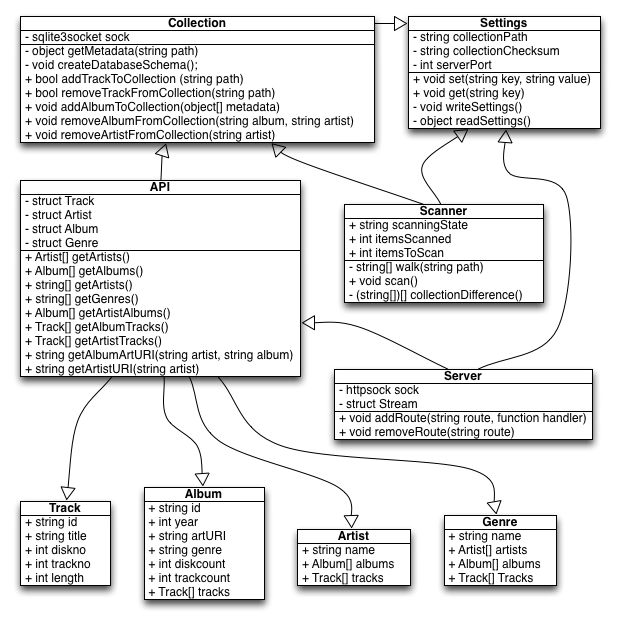 Collection
- sqlite3socket sock
- object getMetadata(string path)
- void createDatabaseSchema();
+ bool addTrackToCollection (string path)
+ bool removeTrackFromCollection(string path)
+ void addAlbumToCollection(object[] metadata)
+ void removeAlbumFromCollection(string album, string artist)
+ void removeArtistFromCollection(string artist)
Settings
- string collectionPath
- string collectionChecksum
- int serverPort
+ void set(string key, string value)
+ void get(string key)
- void writeSettings()
- object readSettings()
API
- struct Track
- struct Artist
- struct Album
- struct Genre
+ Artist[] getArtists()
+ Album[] getAlbums()
+ string[] getArtists()
+ string[] getGenres()
+ Album[] getArtistAlbums()
+ Track[] getAlbumTracks()
+ Track[] getArtistTracks()
+ string getAlbumArtURI(string artist, string album)
+ string getArtistURI(string artist)
Scanner
+ string scanningState
+ int itemsScanned
+ int itemsToScan
- string[] walk(string path)
+ void scan()
- (string[])[] collectionDifference()
Server
- httpsock sock
- struct Stream
+ void addRoute(string route, function handler)
+ void removeRoute(string route)
Track
+ string id
+ string title
+ int diskno
+ int trackno
+ int length
Album
+ string id
+ int year
+ string artURI
+ string genre
+ int diskcount
+ int trackcount
+ Track[] tracks
Artist
+ string name
+ Album[] albums
+ Track[] tracks
Genre
+ string name
+ Artist[] artists
+ Album[] albums
+ Track[] Tracks